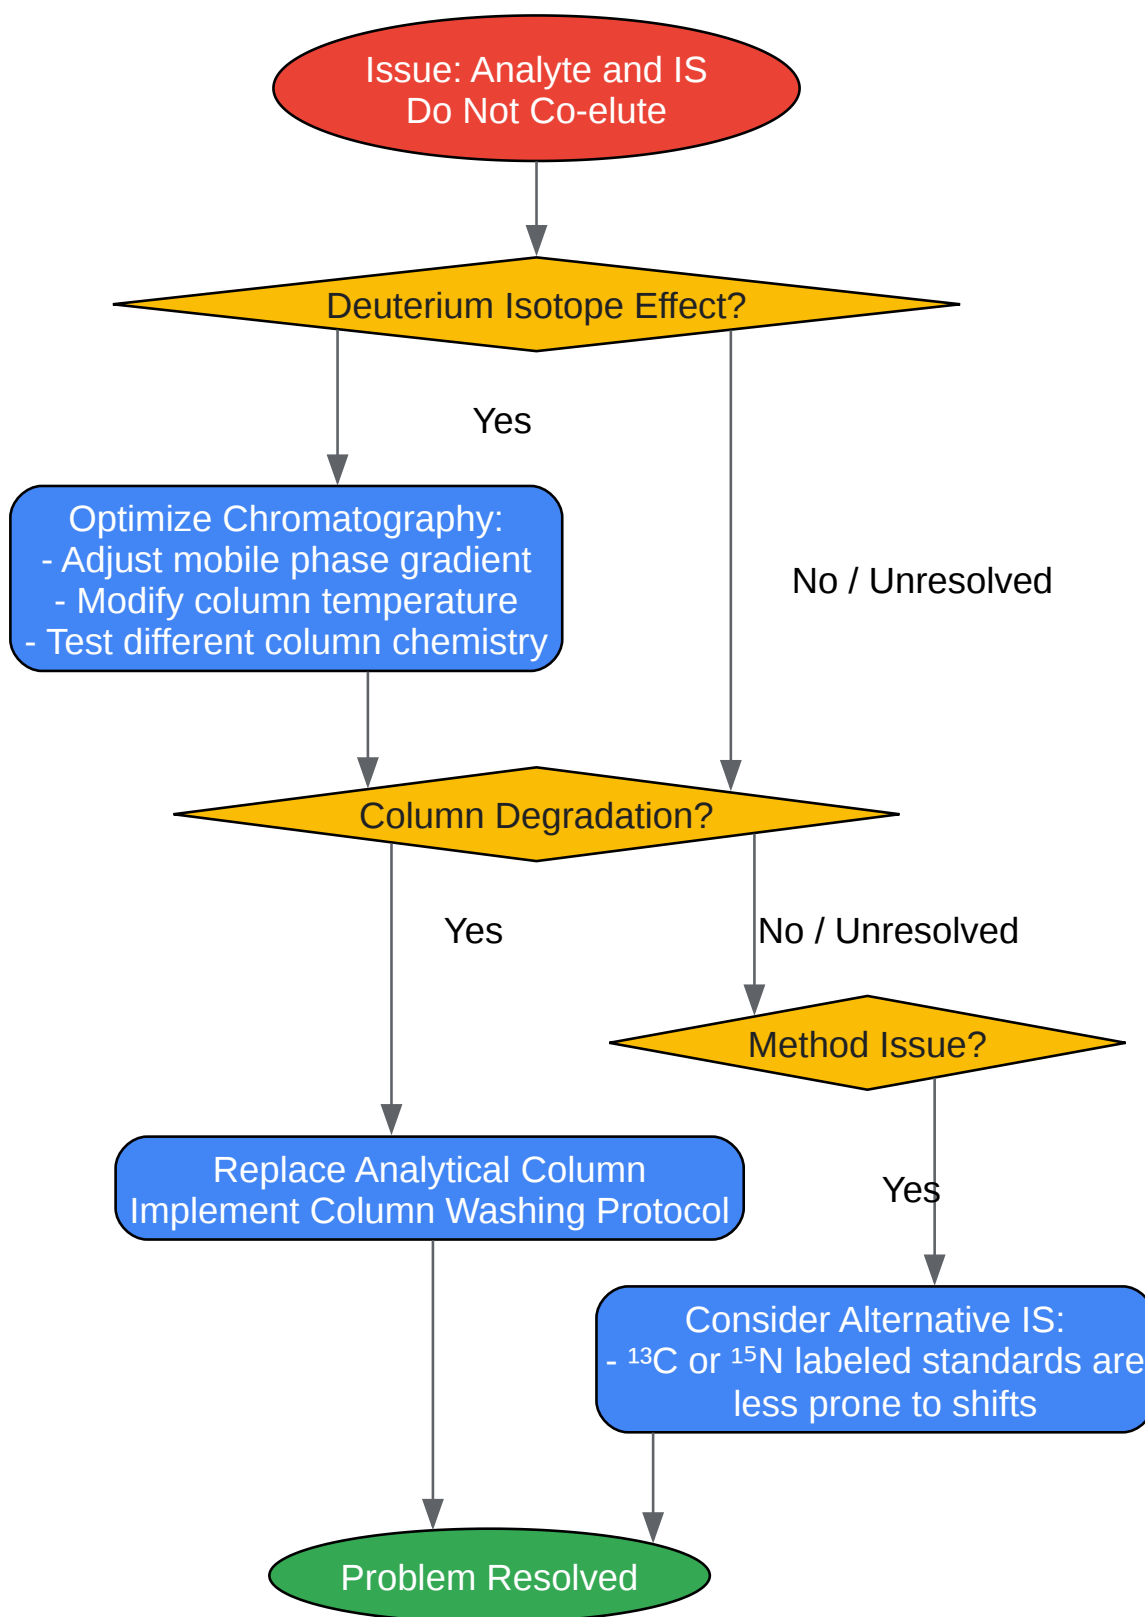 Issue: Analyte and IS
Do Not Co-elute
Deuterium Isotope Effect?
Yes
Optimize Chromatography:
- Adjust mobile phase gradient
- Modify column temperature
- Test different column chemistry
No / Unresolved
Column Degradation?
Yes
No / Unresolved
Method Issue?
Replace Analytical Column
Implement Column Washing Protocol
Yes
Consider Alternative IS:
- ¹³C or ¹⁵N labeled standards are
less prone to shifts
Problem Resolved